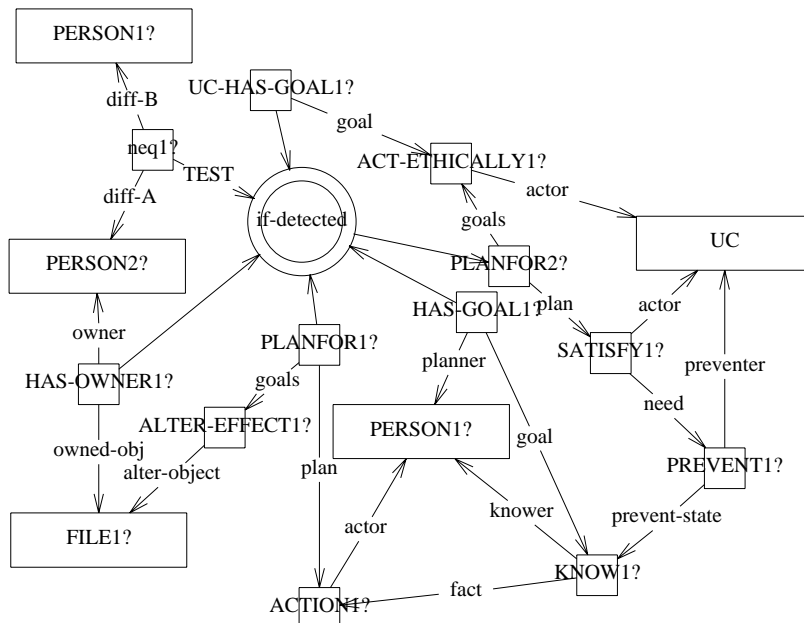 PERSON1?
UC-HAS-GOAL1?
diff-B
goal
neq1?
TEST
ACT-ETHICALLY1?
diff-A
actor
if-detected
goals
UC
PERSON2?
PLANFOR2?
HAS-GOAL1?
plan
actor
owner
PLANFOR1?
SATISFY1?
planner
preventer
HAS-OWNER1?
goals
need
ALTER-EFFECT1?
PERSON1?
goal
owned-obj
plan
PREVENT1?
alter-object
knower
prevent-state
actor
FILE1?
KNOW1?
fact
ACTION1?